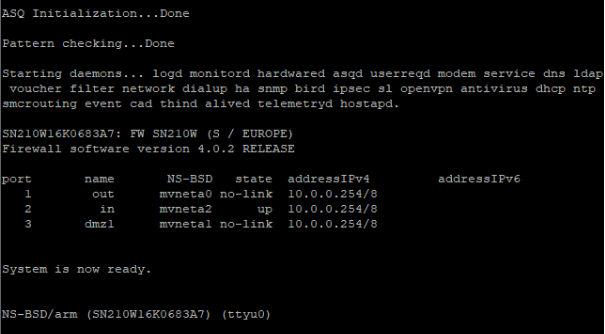 ASQ Initialization...Done
Pattern checking...Done
Starting daemons... logd monitord hardwared asqd userreqd modem service dns ldap
voucher filter network dialup ha snmp bird ipsec sl openvpn antivirus dhcp ntp
smcrouting event cad thind alived telemetryd hostapd.
SN210W16K0683A7: FW SN210W (S / EUROPE)
Firewall software version 4.0.2 RELEASE
port name NS-BSD state addressIPv4 addressIPv6
1 out mvneta0 no-link 10.0.0.254/8
2 in mvneta2 up 10.0.0.254/8
3 dmz1 mvneta1 no-link 10.0.0.254/8
System is now ready.
NS-BSD/arm (SN210W16K0683A7) (ttyu0)